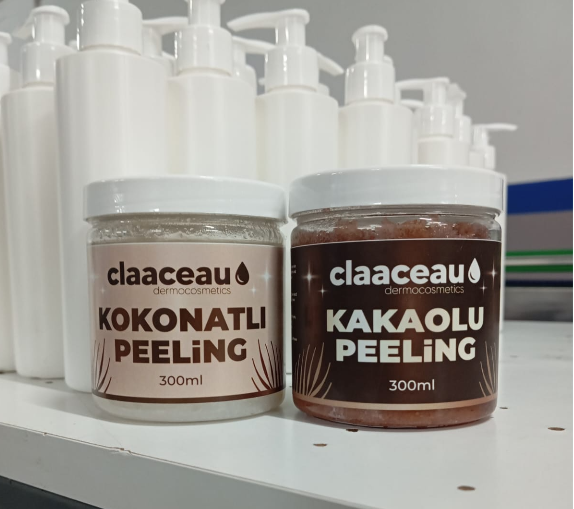 claaceau
dermocosmetics
KOKONATLI
PEELiNG
300ml
claaceau
dermocosmetics
KAKAOLU
PEELiNG
300ml